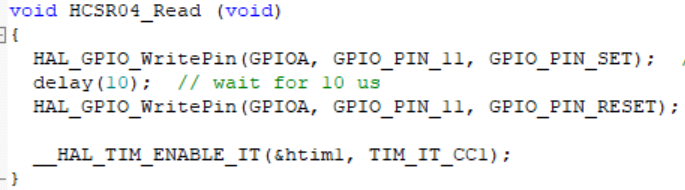 void HCSR04_Read (void)
{
HAL_GPIO_WritePin(GPIOA, GPIO_PIN_11, GPIO_PIN_SET); /
delay(10); // wait for 10 us
HAL_GPIO_WritePin(GPIOA, GPIO_PIN_11, GPIO_PIN_RESET);
__HAL_TIM_ENABLE_IT(&htim1, TIM_IT_CC1);
}